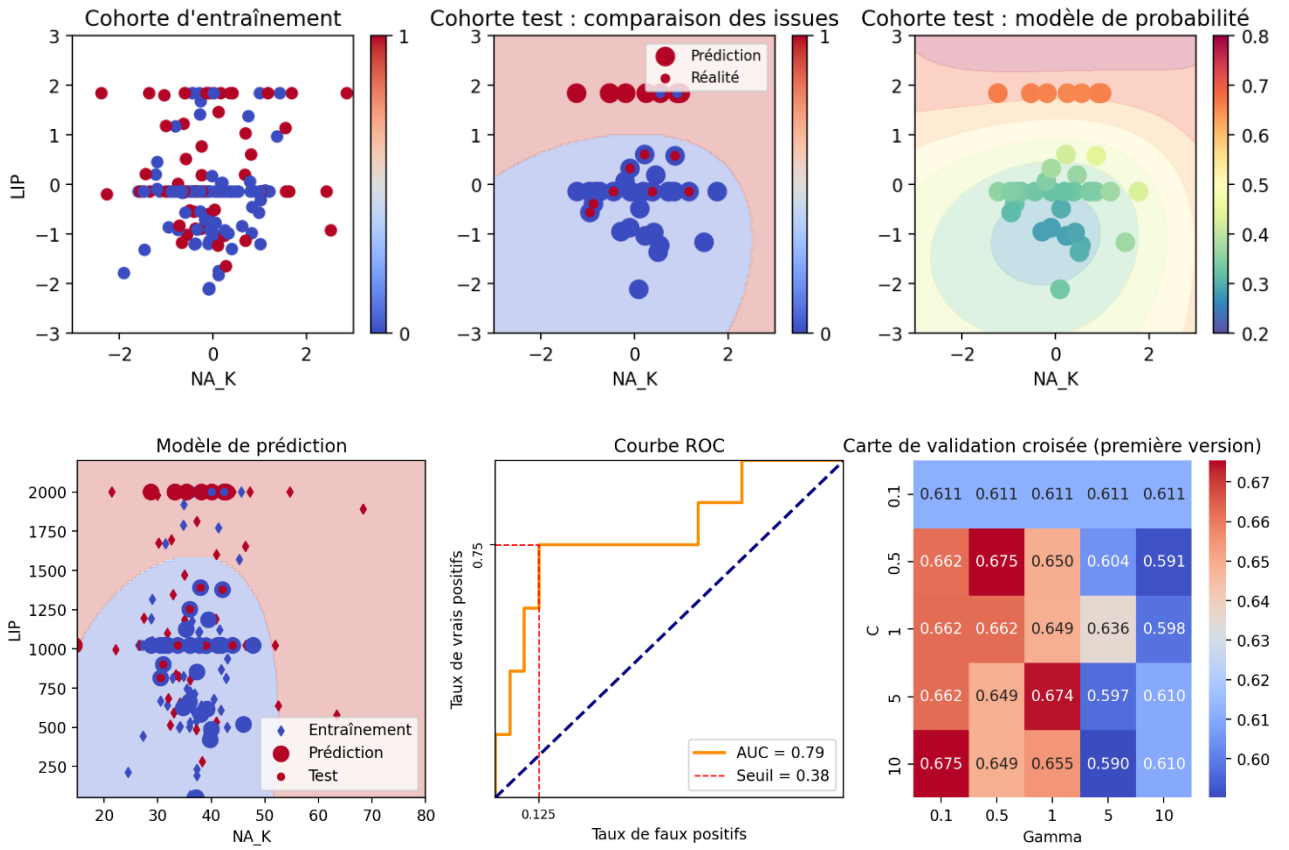 Cohorte d'entraînement
3
2
1
0
−1
−2
−3
LIP
−2
0
2
NA_K
1
0
Cohorte test : comparaison des issues
3
2
1
0
−1
−2
−3
Prédiction
Réalité
−2
0
2
NA_K
1
0
Cohorte test : modèle de probabilité
3
2
1
0
−1
−2
−3
−2
0
2
NA_K
0.8
0.7
0.6
0.5
0.4
0.3
0.2
Modèle de prédiction
2000
1750
1500
1250
1000
750
500
250
LIP
Entraînement
Prédiction
Test
20
30
40
50
60
70
80
NA_K
Courbe ROC
Taux de vrais positifs
0.75
AUC = 0.79
Seuil = 0.38
0.125
Taux de faux positifs
Carte de validation croisée (première version)
0.1 0.611 0.611 0.611 0.611 0.611
0.5 0.662 0.675 0.650 0.604 0.591
1 0.662 0.662 0.649 0.636 0.598
5 0.662 0.649 0.674 0.597 0.610
10 0.675 0.649 0.655 0.590 0.610
C
0.1 0.5 1 5 10
Gamma
0.67
0.66
0.65
0.64
0.63
0.62
0.61
0.60